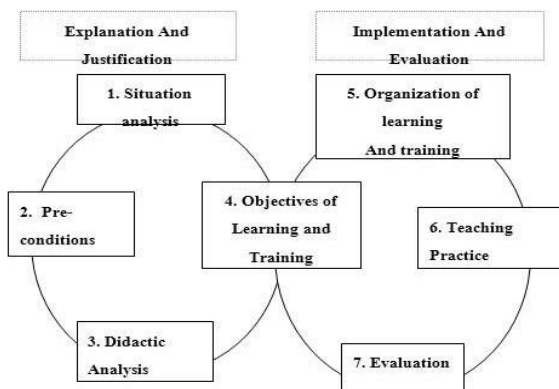 Explanation And
Justification
Implementation And
Evaluation
1. Situation
analysis
5. Organization of
learning
And training
2. Pre-
conditions
4. Objectives of
Learning and
Training
6. Teaching
Practice
3. Didactic
Analysis
7. Evaluation